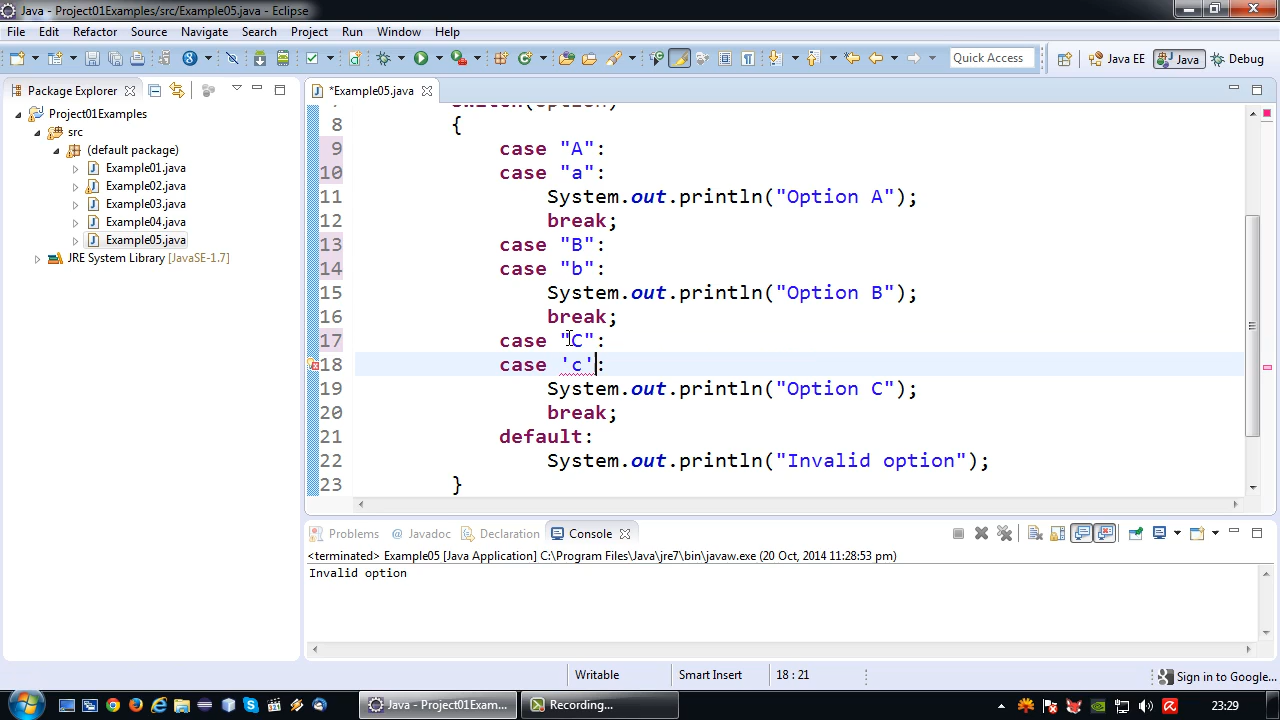 Java - Project01Examples/src/Example05.java - Eclipse
File Edit Refactor Source Navigate Search Project Run Window Help
Quick Access Java EE Java Debug
Package Explorer
*Example05.java
Project01Examples
src
(default package)
Example01.java
Example02.java
Example03.java
Example04.java
Example05.java
JRE System Library [JavaSE-1.7]
8 {
9 case "A":
10 case "a":
11 System.out.println("Option A");
12 break;
13 case "B":
14 case "b":
15 System.out.println("Option B");
16 break;
17 case "C":
18 case 'c':
19 System.out.println("Option C");
20 break;
21 default:
22 System.out.println("Invalid option");
23 }
Problems @ Javadoc Declaration Console
<terminated> Example05 [Java Application] C:\Program Files\Java\jre7\bin\javaw.exe (20 Oct, 2014 11:28:53 pm)
Invalid option
Writable Smart Insert 18 : 21 Sign in to Google...
Java - Project01Exam... Recording... 23:29